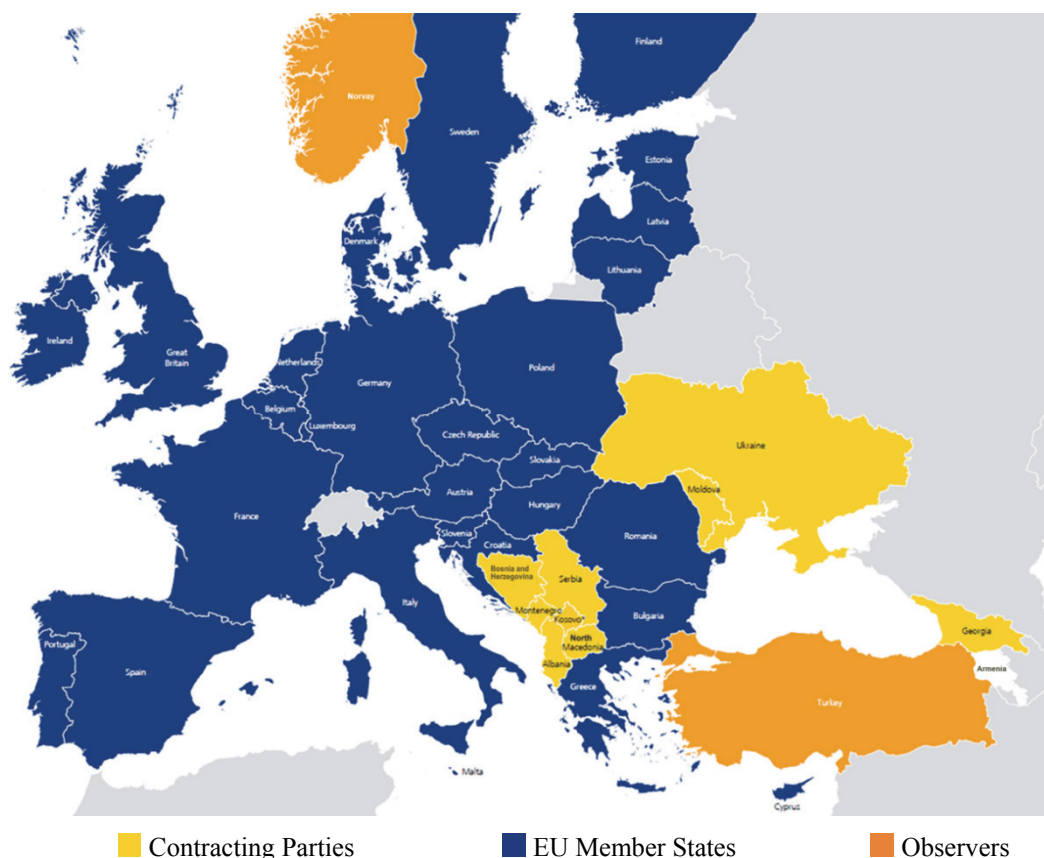 Finland
Norvay
Sweden
Estonia
Latvia
Denmark
Lithuania
Ireland
Great
Britain
Netherlands
Germany
Poland
Belgium
Luxembourg
Czech Republic
Ukraine
Slovakia
Moldova
Austria
Hungary
France
Slovenia
Romania
Croatia
Bosnia and
Herzegovina
Serbia
Italy
Montenegro
Kosovo*
Bulgaria
Georgia
North
Macedonia
Portugal
Albania
Armenia
Spain
Greece
Turkey
Malta
Cyprus
Contracting Parties
EU Member States
Observers